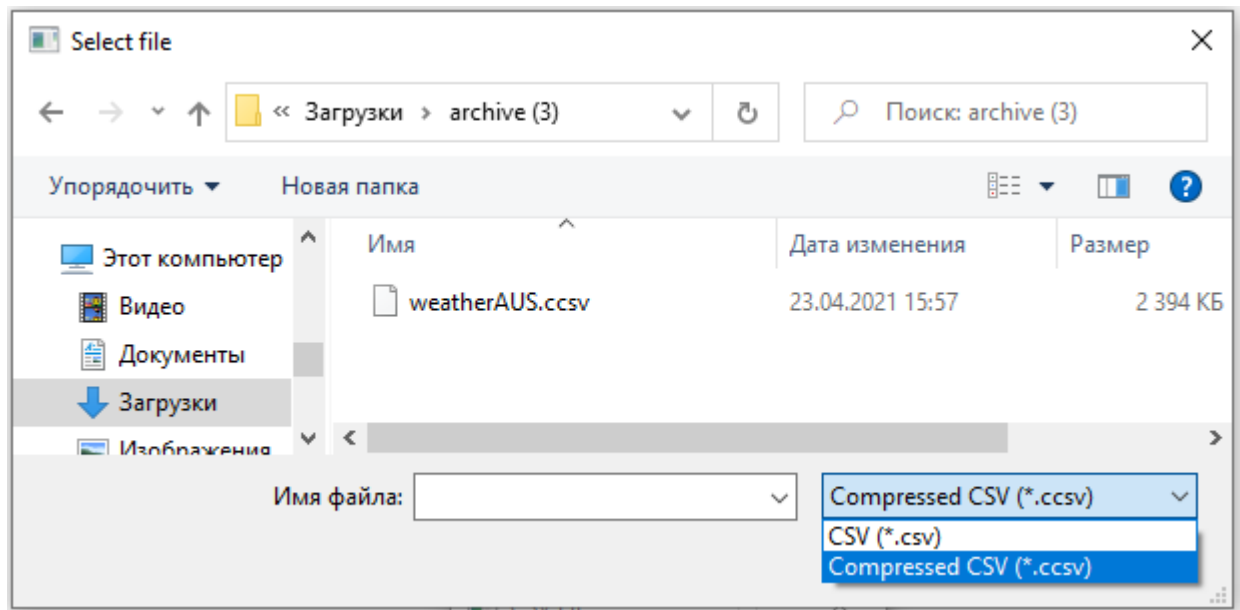 Select file
« Загрузки › archive (3)
Поиск: archive (3)
Упорядочить
Новая папка
Имя
Дата изменения
Размер
Этот компьютер
Видео
Документы
Загрузки
Изображения
weatherAUS.ccsv
23.04.2021 15:57
2 394 КБ
Имя файла:
Compressed CSV (*.ccsv)
CSV (*.csv)
Compressed CSV (*.ccsv)